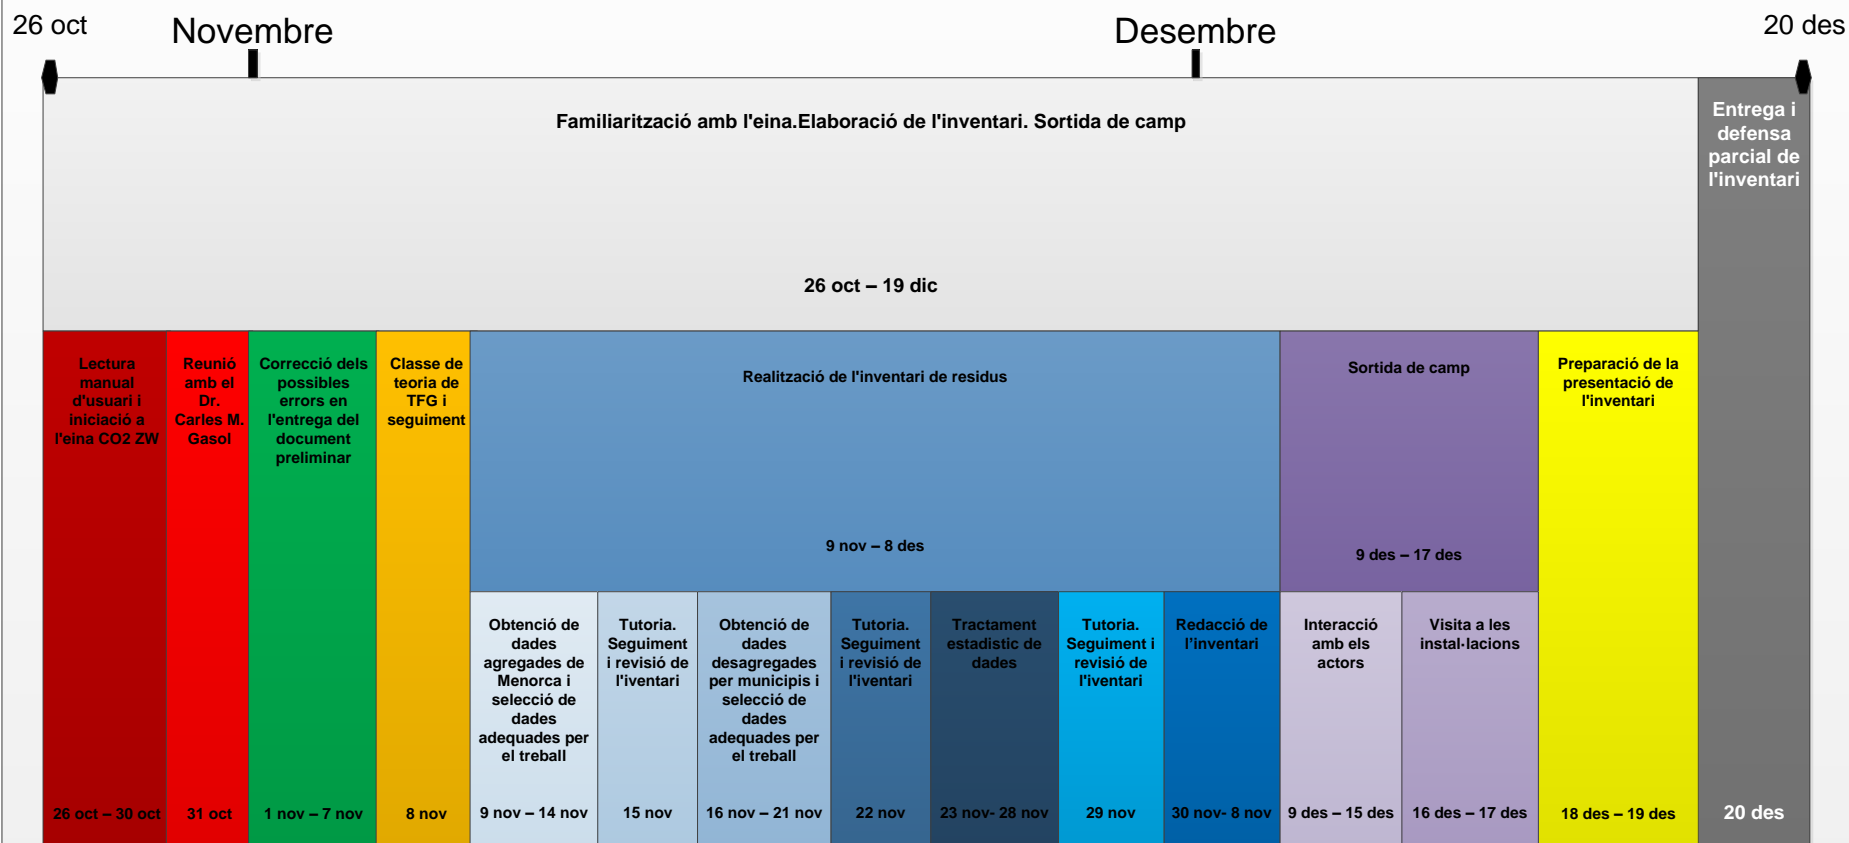 26 oct
Novembre
Desembre
20 des
Familiarització amb l'eina.Elaboració de l'inventari. Sortida de camp
26 oct – 19 dic
Entrega i
defensa
parcial de
l'inventari
20 des
Lectura
manual
d'usuari i
iniciació a
l'eina CO2 ZW
26 oct – 30 oct
Reunió
amb el
Dr.
Carles M.
Gasol
31 oct
Correcció dels
possibles
errors en
l'entrega del
document
preliminar
1 nov – 7 nov
Classe de
teoria de
TFG i
seguiment
8 nov
Realització de l'inventari de residus
9 nov – 8 des
Obtenció de
dades
agregades de
Menorca i
selecció de
dades
adequades per
el treball
9 nov – 14 nov
Tutoria.
Seguiment
i revisió de
l'iventari
15 nov
Obtenció de
dades
desagregades
per municipis i
selecció de
dades
adequades per
el treball
16 nov – 21 nov
Tutoria.
Seguiment
i revisió de
l'iventari
22 nov
Tractament
estadistic de
dades
23 nov- 28 nov
Tutoria.
Seguiment i
revisió de
l'iventari
29 nov
Redacció de
l’inventari
30 nov- 8 nov
Sortida de camp
9 des – 17 des
Interacció
amb els
actors
9 des – 15 des
Visita a les
instal·lacions
16 des – 17 des
Preparació de la
presentació de
l'inventari
18 des – 19 des